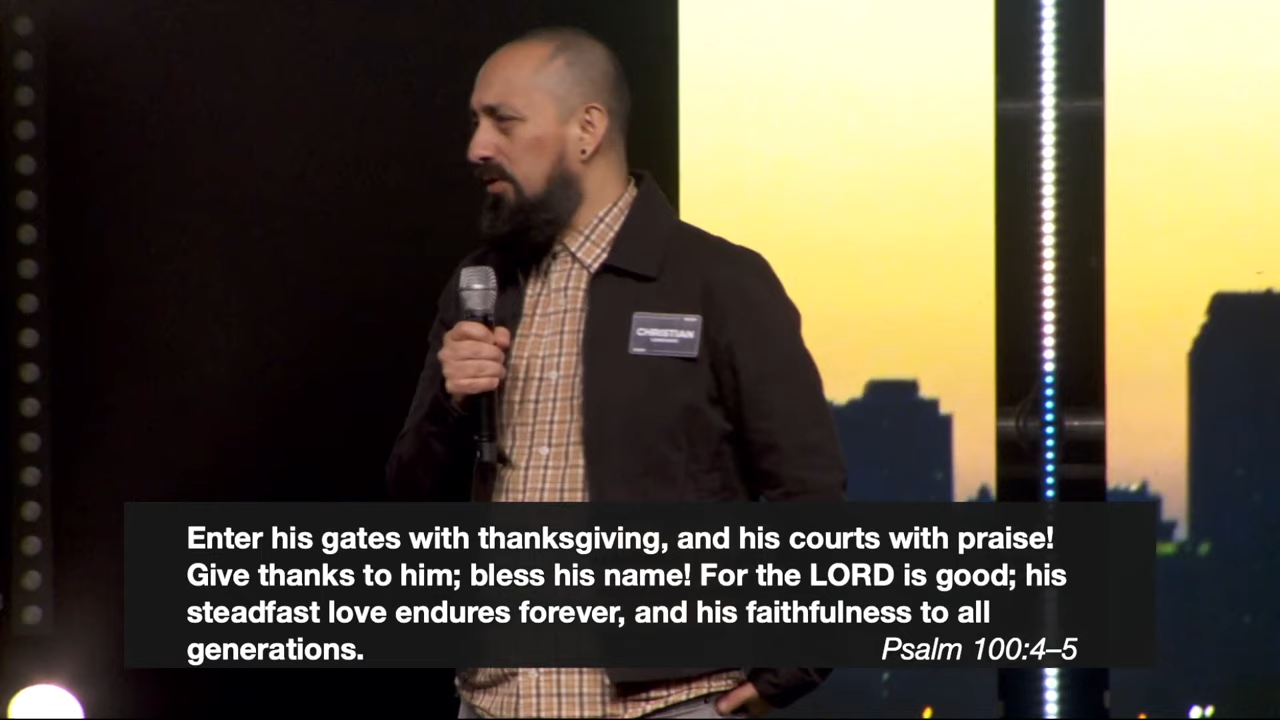 CHRISTIAN
Enter his gates with thanksgiving, and his courts with praise!
Give thanks to him; bless his name! For the LORD is good; his
steadfast love endures forever, and his faithfulness to all
generations.
Psalm 100:4–5